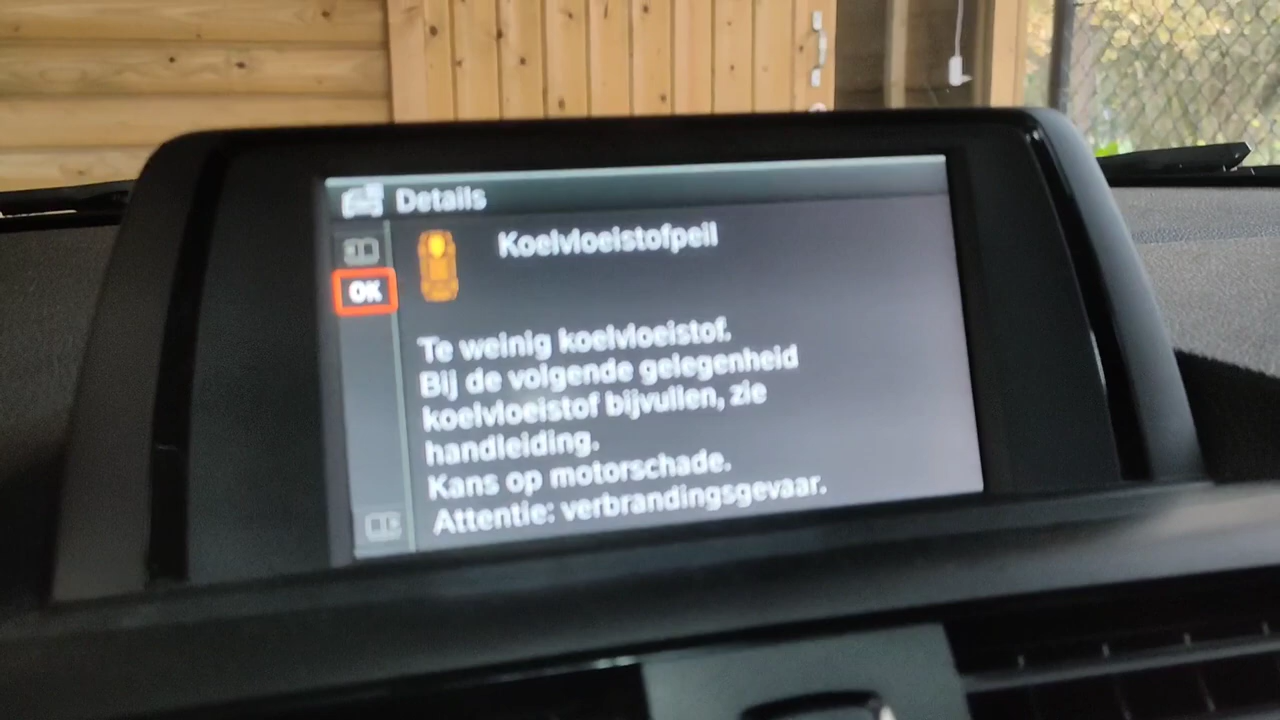 Details
Koelvloeistofpeil
OK
Te weinig koelvloeistof.
Bij de volgende gelegenheid
koelvloeistof bijvullen, zie
handleiding.
Kans op motorschade.
Attentie: verbrandingsgevaar.